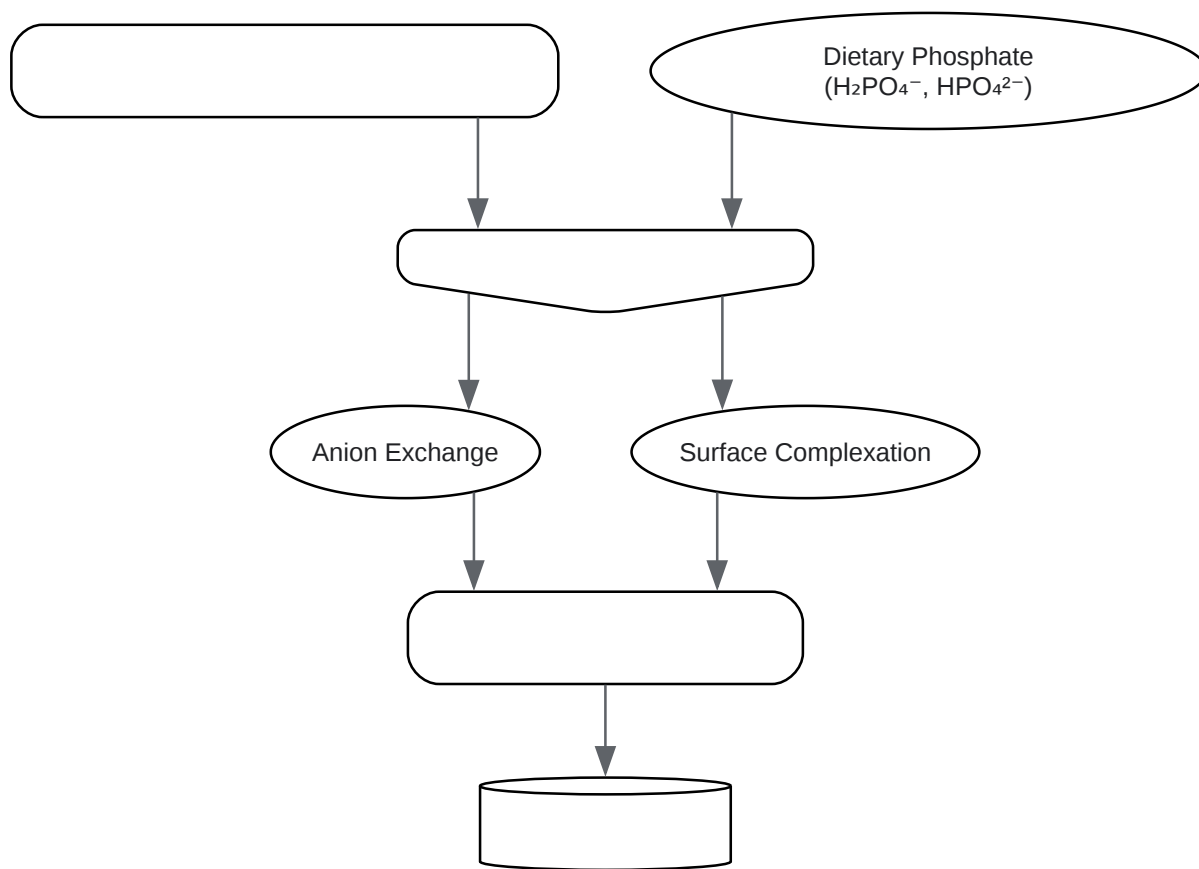 Dietary Phosphate
(H₂PO₄⁻, HPO₄²⁻)
Anion Exchange
Surface Complexation